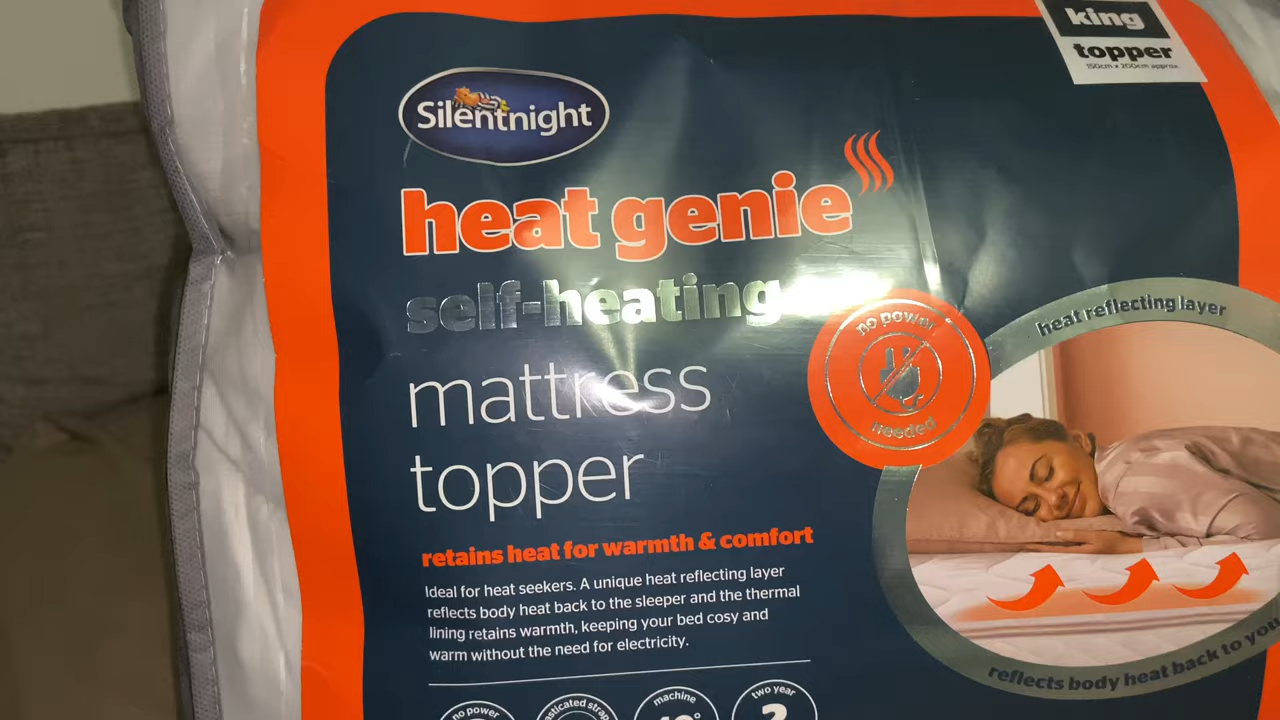 king
topper
150cm x 200cm approx.
Silentnight
heat genie
self-heating
mattress
topper
no power
needed
heat reflecting layer
reflects body heat back to you
retains heat for warmth & comfort
Ideal for heat seekers. A unique heat reflecting layer
reflects body heat back to the sleeper and the thermal
lining retains warmth, keeping your bed cosy and
warm without the need for electricity.
no power
machine
two year
2